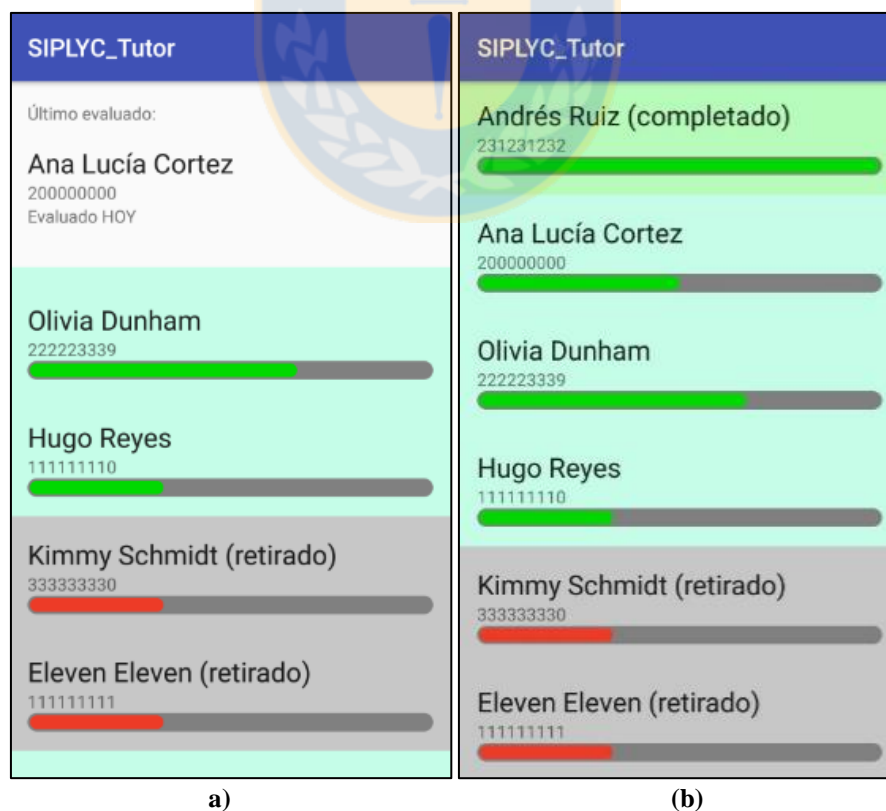 SIPLYC_Tutor
Último evaluado:
Ana Lucía Cortez
200000000
Evaluado HOY
Olivia Dunham
222223339
Hugo Reyes
111111110
Kimmy Schmidt (retirado)
333333330
Eleven Eleven (retirado)
111111111
a)
SIPLYC_Tutor
Andrés Ruiz (completado)
231231232
Ana Lucía Cortez
200000000
Olivia Dunham
222223339
Hugo Reyes
111111110
Kimmy Schmidt (retirado)
333333330
Eleven Eleven (retirado)
111111111
(b)